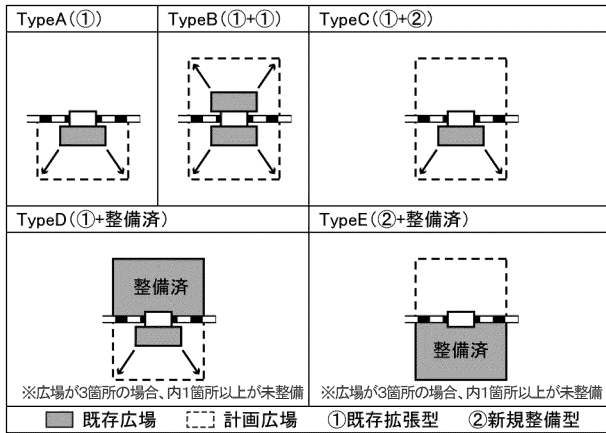 TypeA(①)
TypeB(①+①)
TypeC(①+②)
TypeD(①+整備済)
TypeE(②+整備済)
整備済
整備済
※広場が3箇所の場合、内1箇所以上が未整備
※広場が3箇所の場合、内1箇所以上が未整備
既存広場 計画広場 ①既存拡張型 ②新規整備型